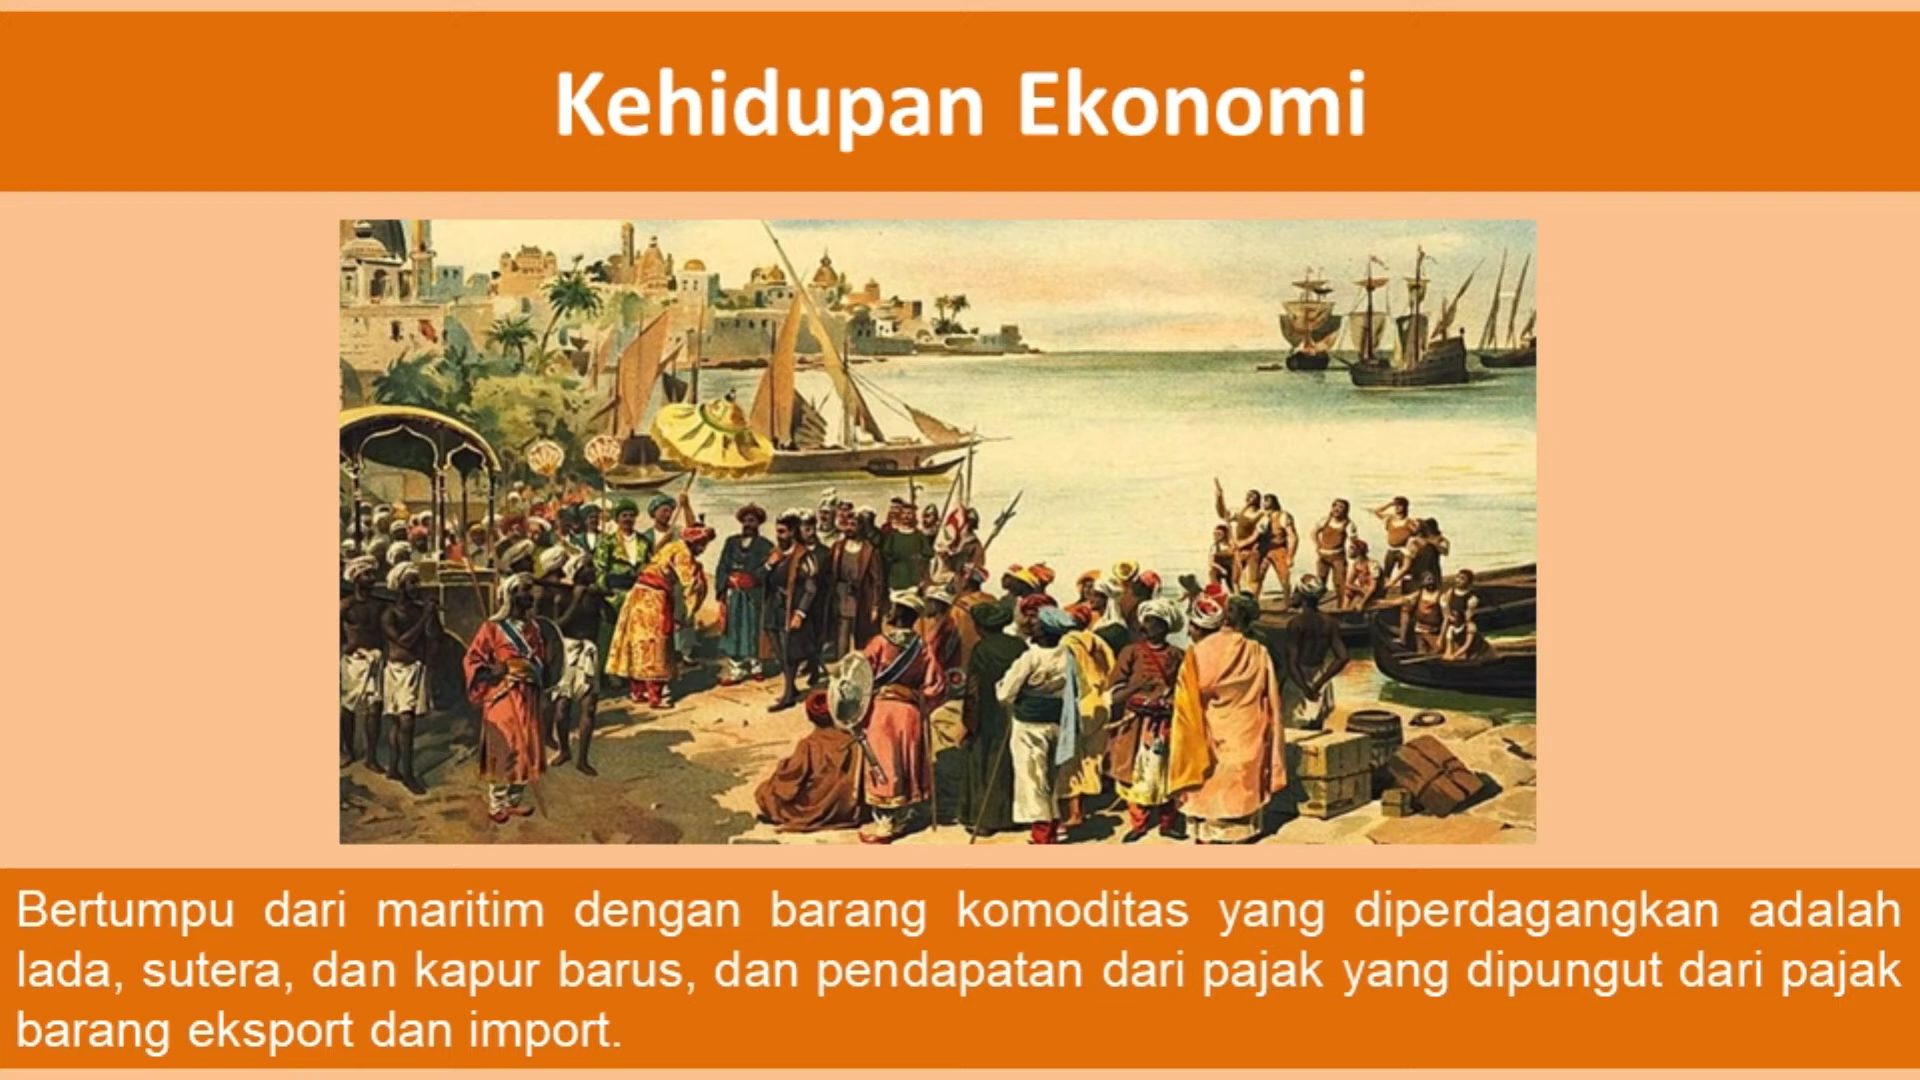 Kehidupan Ekonomi
Bertumpu dari maritim dengan barang komoditas yang diperdagangkan adalah
lada, sutera, dan kapur barus, dan pendapatan dari pajak yang dipungut dari pajak
barang eksport dan import.